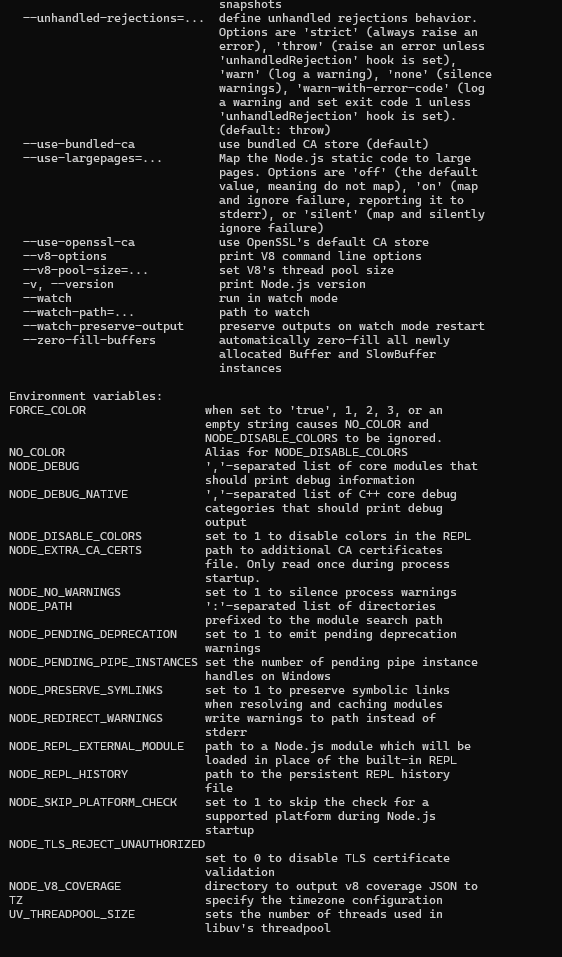 snapshots
  --unhandled-rejections=...  define unhandled rejections behavior.
                              Options are 'strict' (always raise an
                              error), 'throw' (raise an error unless
                              'unhandledRejection' hook is set),
                              'warn' (log a warning), 'none' (silence
                              warnings), 'warn-with-error-code' (log
                              a warning and set exit code 1 unless
                              'unhandledRejection' hook is set).
                              (default: throw)
  --use-bundled-ca            use bundled CA store (default)
  --use-largepages=...        Map the Node.js static code to large
                              pages. Options are 'off' (the default
                              value, meaning do not map), 'on' (map
                              and ignore failure, reporting it to
                              stderr), or 'silent' (map and silently
                              ignore failure)
  --use-openssl-ca            use OpenSSL's default CA store
  --v8-options                print V8 command line options
  --v8-pool-size=...          set V8's thread pool size
  -v, --version               print Node.js version
  --watch                     run in watch mode
  --watch-path=...            path to watch
  --watch-preserve-output     preserve outputs on watch mode restart
  --zero-fill-buffers         automatically zero-fill all newly
                              allocated Buffer and SlowBuffer
                              instances

Environment variables:
FORCE_COLOR                 when set to 'true', 1, 2, 3, or an
                            empty string causes NO_COLOR and
                            NODE_DISABLE_COLORS to be ignored.
NO_COLOR                    Alias for NODE_DISABLE_COLORS
NODE_DEBUG                  ','-separated list of core modules that
                            should print debug information
NODE_DEBUG_NATIVE           ','-separated list of C++ core debug
                            categories that should print debug
                            output
NODE_DISABLE_COLORS         set to 1 to disable colors in the REPL
NODE_EXTRA_CA_CERTS         path to additional CA certificates
                            file. Only read once during process
                            startup.
NODE_NO_WARNINGS            set to 1 to silence process warnings
NODE_PATH                   ':'-separated list of directories
                            prefixed to the module search path
NODE_PENDING_DEPRECATION    set to 1 to emit pending deprecation
                            warnings
NODE_PENDING_PIPE_INSTANCES set the number of pending pipe instance
                            handles on Windows
NODE_PRESERVE_SYMLINKS      set to 1 to preserve symbolic links
                            when resolving and caching modules
NODE_REDIRECT_WARNINGS      write warnings to path instead of
                            stderr
NODE_REPL_EXTERNAL_MODULE   path to a Node.js module which will be
                            loaded in place of the built-in REPL
NODE_REPL_HISTORY           path to the persistent REPL history
                            file
NODE_SKIP_PLATFORM_CHECK    set to 1 to skip the check for a
                            supported platform during Node.js
                            startup
NODE_TLS_REJECT_UNAUTHORIZED
                            set to 0 to disable TLS certificate
                            validation
NODE_V8_COVERAGE            directory to output v8 coverage JSON to
TZ                          specify the timezone configuration
UV_THREADPOOL_SIZE          sets the number of threads used in
                            libuv's threadpool